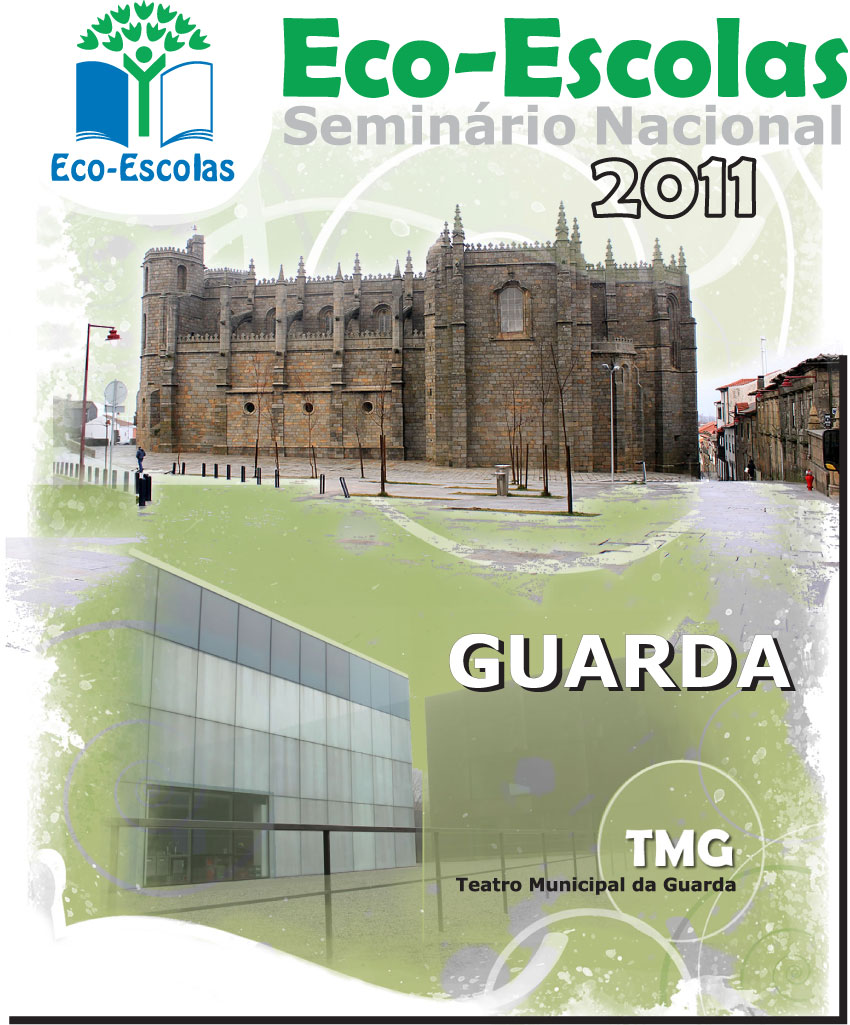 Eco-Escolas
Eco-Escolas
Seminário Nacional
2011
GUARDA
TMG
Teatro Municipal da Guarda